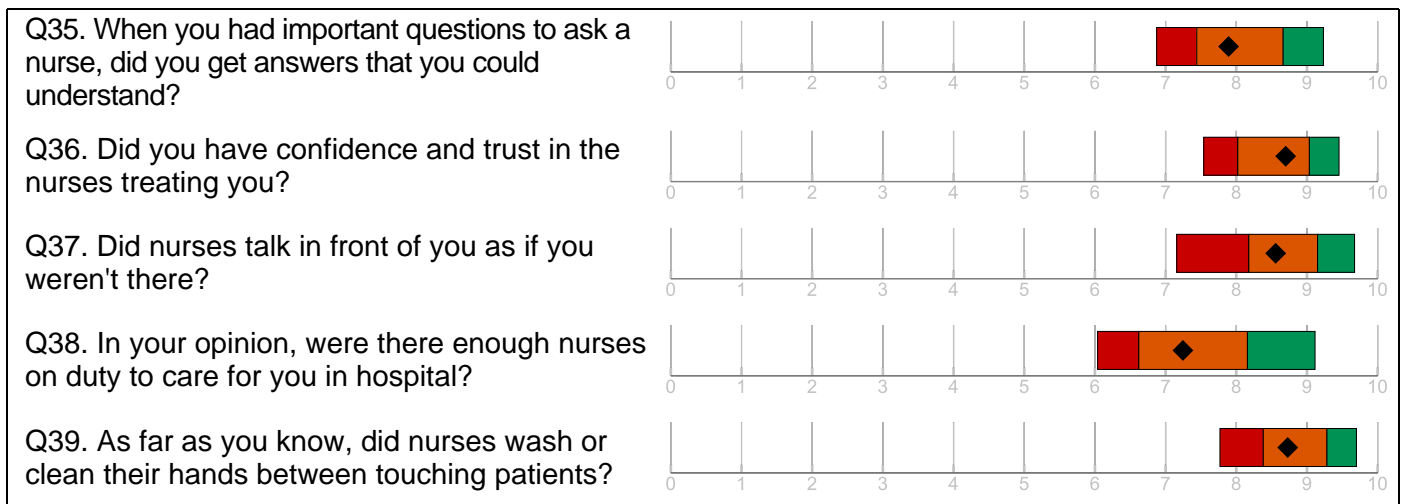 Q35. When you had important questions to ask a
nurse, did you get answers that you could
understand?
0 1 2 3 4 5 6 7 8 9 10
Q36. Did you have confidence and trust in the
nurses treating you?
0 1 2 3 4 5 6 7 8 9 10
Q37. Did nurses talk in front of you as if you
weren't there?
0 1 2 3 4 5 6 7 8 9 10
Q38. In your opinion, were there enough nurses
on duty to care for you in hospital?
0 1 2 3 4 5 6 7 8 9 10
Q39. As far as you know, did nurses wash or
clean their hands between touching patients?
0 1 2 3 4 5 6 7 8 9 10